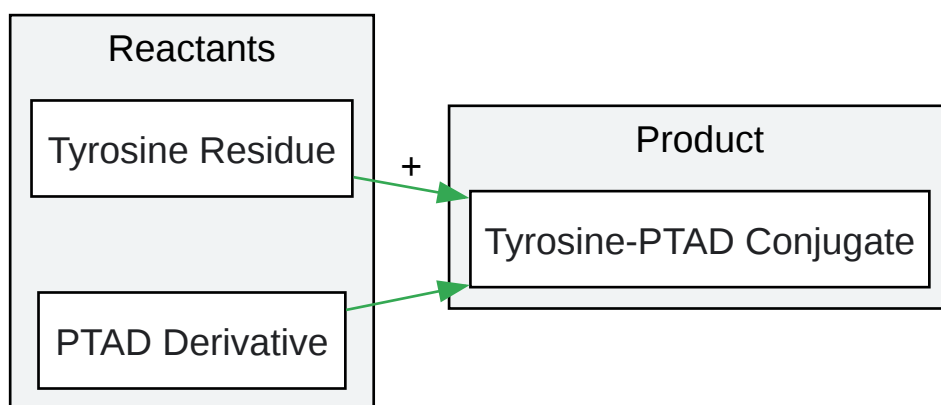 Reactants
Tyrosine Residue
+
Product
Tyrosine-PTAD Conjugate
PTAD Derivative